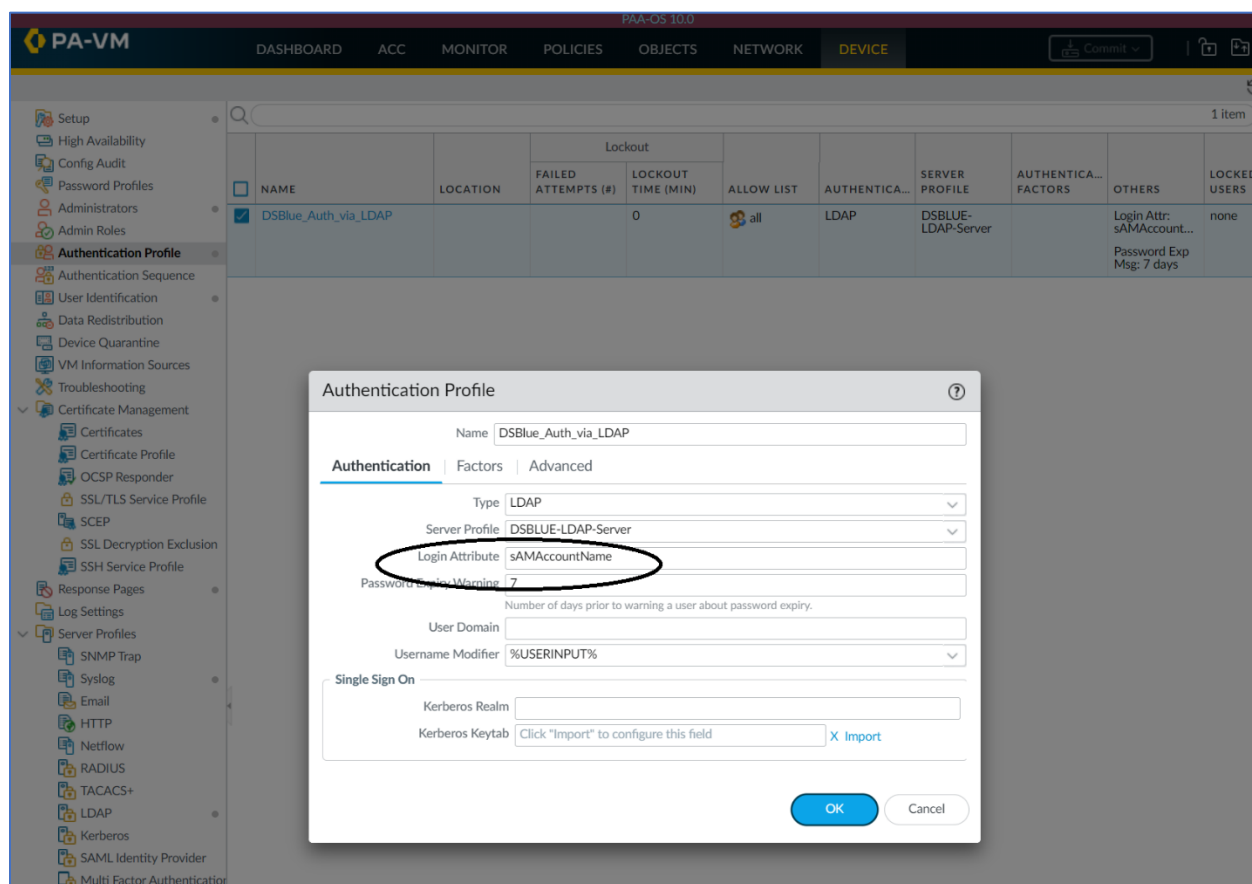 PAA-OS 10.0
PA-VM
DASHBOARD ACC MONITOR POLICIES OBJECTS NETWORK DEVICE Commit
1 item
Setup
High Availability
Config Audit
Password Profiles
Administrators
Admin Roles
Authentication Profile
Authentication Sequence
User Identification
Data Redistribution
Device Quarantine
VM Information Sources
Troubleshooting
Certificate Management
Certificates
Certificate Profile
OCSP Responder
SSL/TLS Service Profile
SCEP
SSL Decryption Exclusion
SSH Service Profile
Response Pages
Log Settings
Server Profiles
SNMP Trap
Syslog
Email
HTTP
Netflow
RADIUS
TACACS+
LDAP
Kerberos
SAML Identity Provider
Multi Factor Authentication
Lockout
NAME LOCATION FAILED ATTEMPTS (#) LOCKOUT TIME (MIN) ALLOW LIST AUTHENTICA... SERVER PROFILE AUTHENTICA... FACTORS OTHERS LOCKED USERS
DSBlue_Auth_via_LDAP 0 all LDAP DSBLUE- Login Attr: none
LDAP-Server sAMAccount...
Password Exp
Msg: 7 days
Authentication Profile
Name DSBlue_Auth_via_LDAP
Authentication | Factors | Advanced
Type LDAP
Server Profile DSBLUE-LDAP-Server
Login Attribute sAMAccountName
Password Expiry Warning 7
Number of days prior to warning a user about password expiry.
User Domain
Username Modifier %USERINPUT%
Single Sign On
Kerberos Realm
Kerberos Keytab Click "Import" to configure this field X Import
OK Cancel